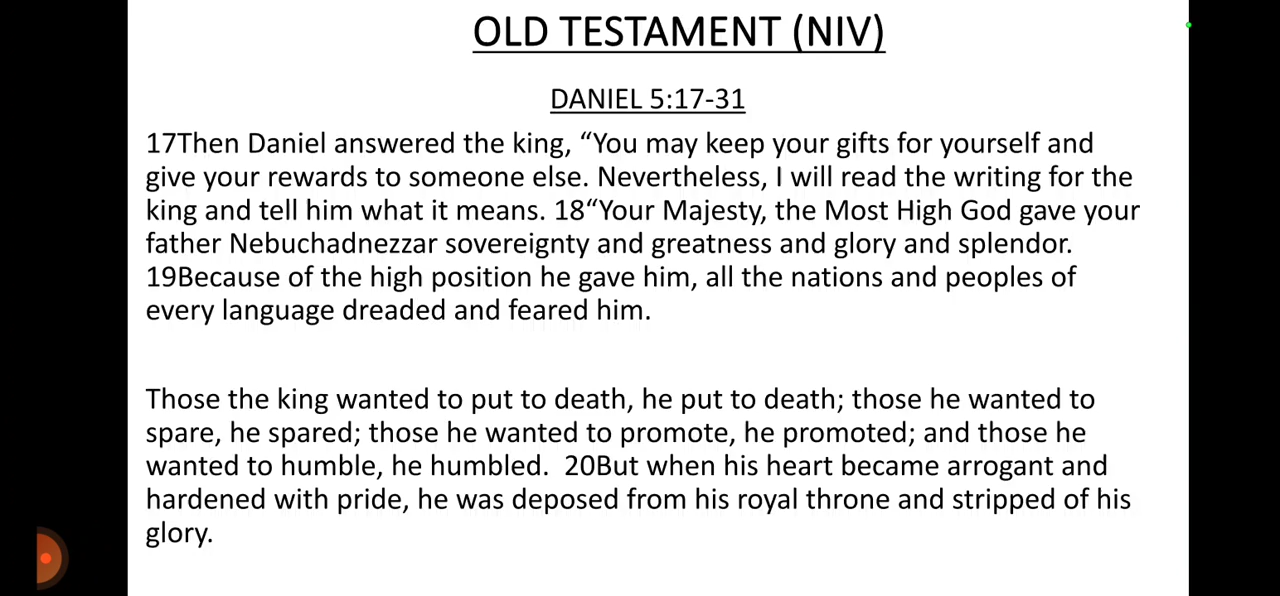 OLD TESTAMENT (NIV)
DANIEL 5:17-31
17Then Daniel answered the king, “You may keep your gifts for yourself and
give your rewards to someone else. Nevertheless, I will read the writing for the
king and tell him what it means. 18“Your Majesty, the Most High God gave your
father Nebuchadnezzar sovereignty and greatness and glory and splendor.
19Because of the high position he gave him, all the nations and peoples of
every language dreaded and feared him.
Those the king wanted to put to death, he put to death; those he wanted to
spare, he spared; those he wanted to promote, he promoted; and those he
wanted to humble, he humbled.  20But when his heart became arrogant and
hardened with pride, he was deposed from his royal throne and stripped of his
glory.